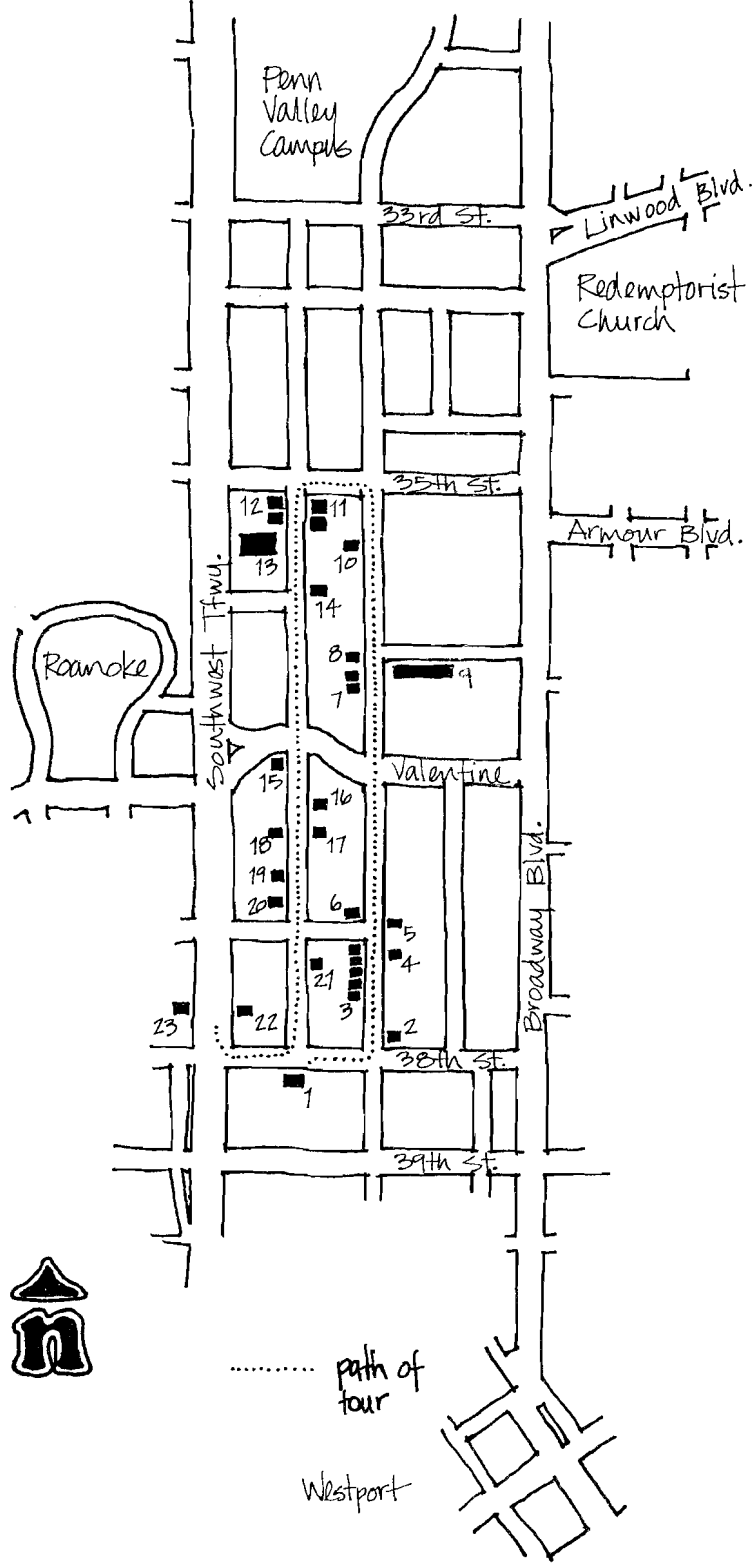 Penn
Valley
Campus
33rd St.
Linwood Blvd.
Redemptorist
Church
35th St.
12
11
Armour Blvd.
13
10
14
Southwest Tfwy.
Roanoke
8
9
7
Valentine
15
16
18
17
19
20
6
5
Broadway Blvd.
4
21
3
23
22
2
38th St.
1
39th St.
n
path of
tour
Westport